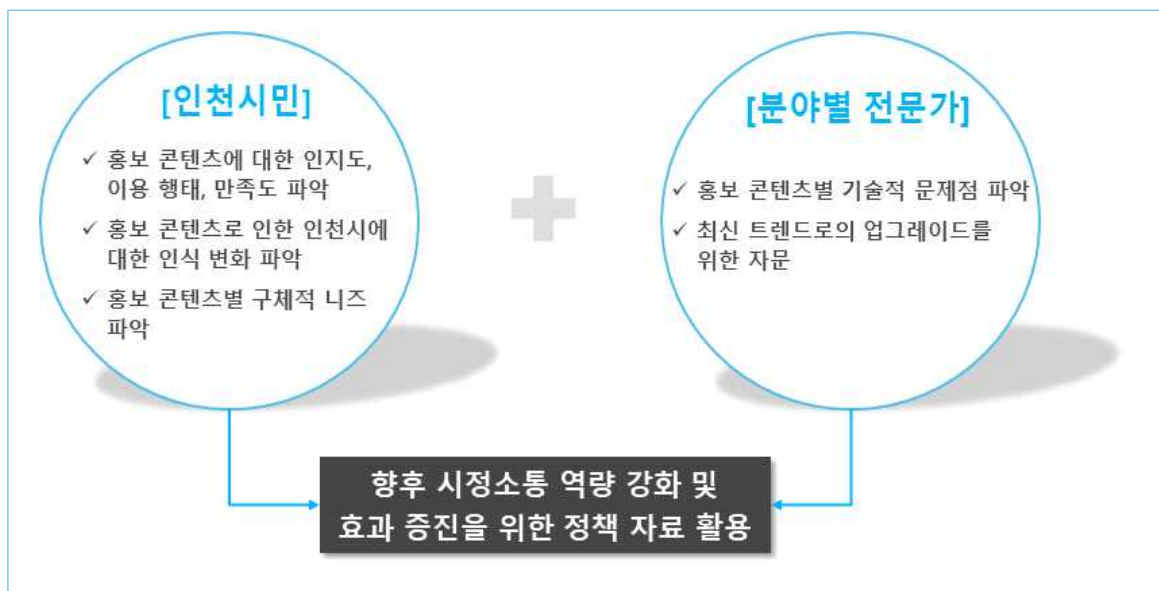 [인천시민]
✓ 홍보 콘텐츠에 대한 인지도,
이용 행태, 만족도 파악
✓ 홍보 콘텐츠로 인한 인천시에
대한 인식 변화 파악
✓ 홍보 콘텐츠별 구체적 니즈
파악
[분야별 전문가]
✓ 홍보 콘텐츠별 기술적 문제점 파악
✓ 최신 트렌드로의 업그레이드를
위한 자문
향후 시정소통 역량 강화 및
효과 증진을 위한 정책 자료 활용